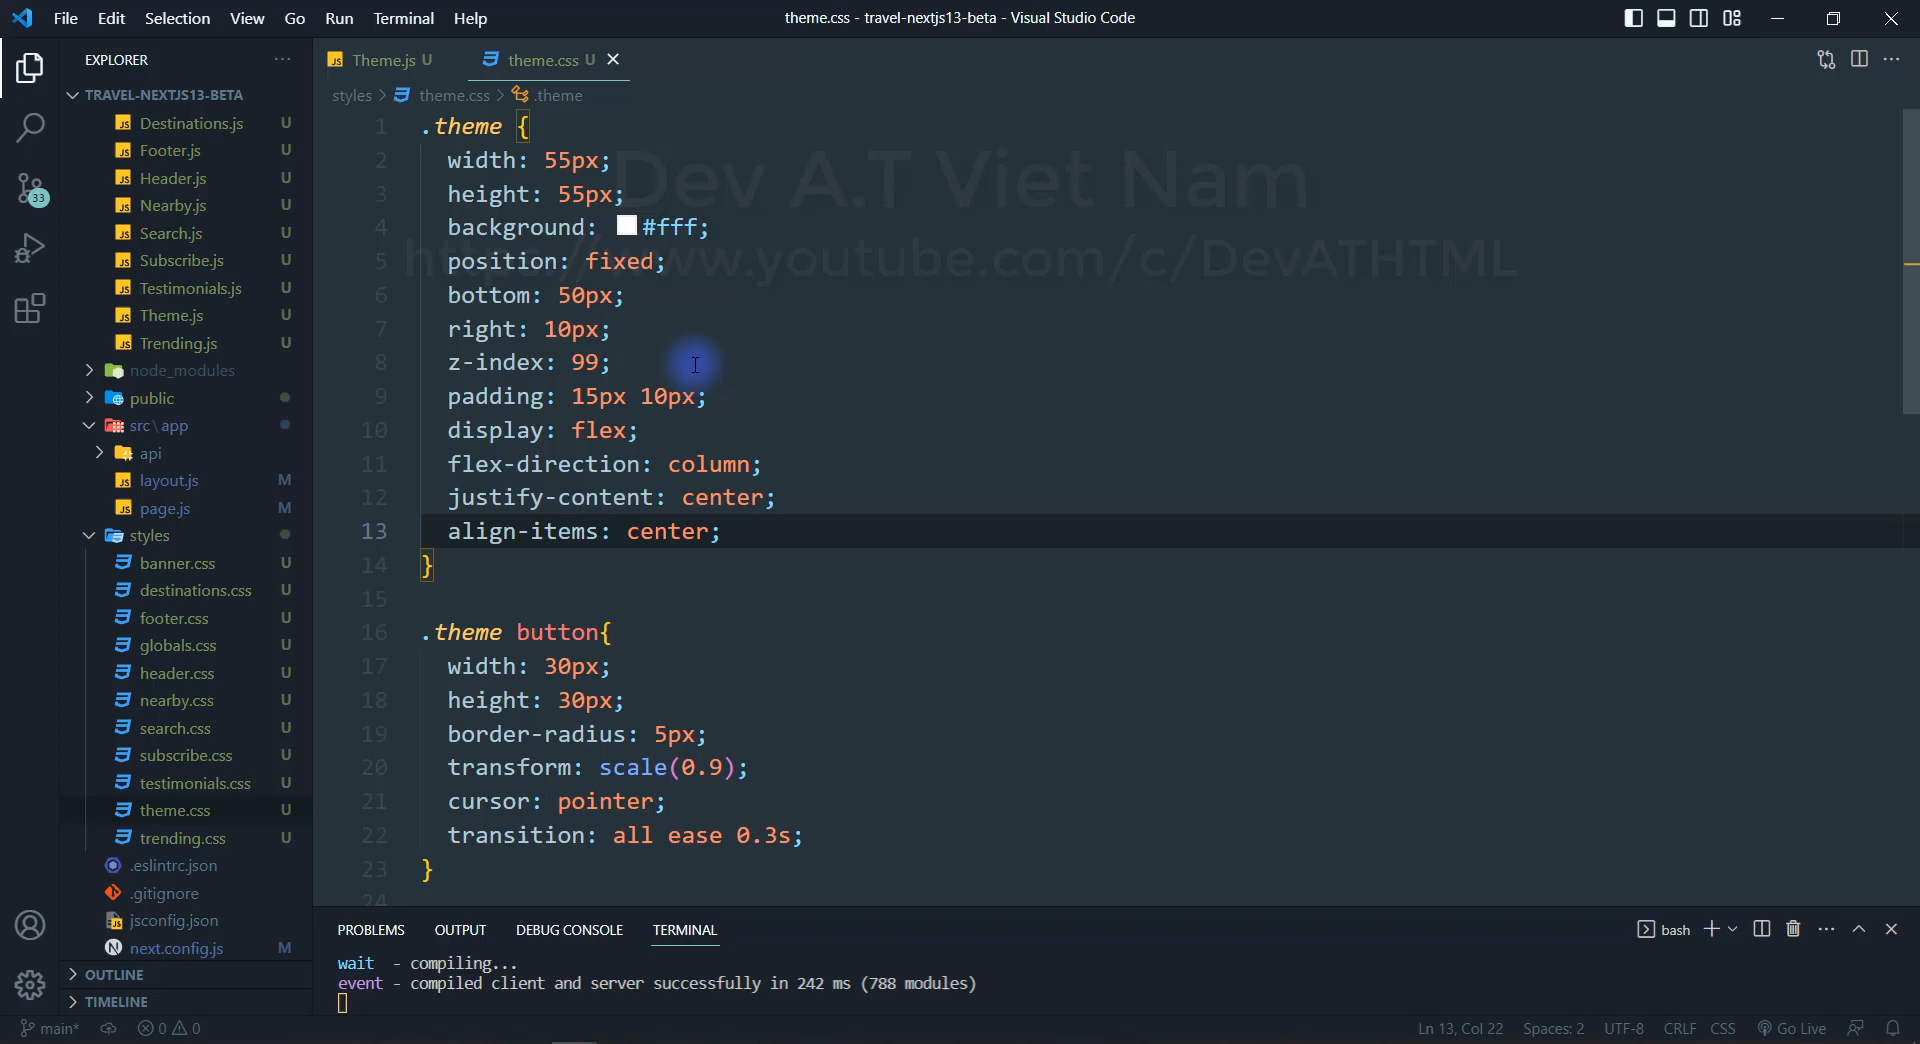 File Edit Selection View Go Run Terminal Help
theme.css - travel-nextjs13-beta - Visual Studio Code
EXPLORER
TRAVEL-NEXTJS13-BETA
Destinations.js U
Footer.js U
Header.js U
Nearby.js U
Search.js U
Subscribe.js U
Testimonials.js U
Theme.js U
Trending.js U
node_modules
public
src\app
api
layout.js M
page.js M
styles
banner.css U
destinations.css U
footer.css U
globals.css U
header.css U
nearby.css U
search.css U
subscribe.css U
testimonials.css U
theme.css U
trending.css U
.eslintrc.json
.gitignore
jsconfig.json
next.config.js M
OUTLINE
TIMELINE
33
Theme.js U
theme.css U
styles > theme.css > .theme
Dev A.T Viet Nam
https://www.youtube.com/c/DevATHTML
1 .theme {
2 width: 55px;
3 height: 55px;
4 background: #fff;
5 position: fixed;
6 bottom: 50px;
7 right: 10px;
8 z-index: 99;
9 padding: 15px 10px;
10 display: flex;
11 flex-direction: column;
12 justify-content: center;
13 align-items: center;
14 }
15
16 .theme button{
17 width: 30px;
18 height: 30px;
19 border-radius: 5px;
20 transform: scale(0.9);
21 cursor: pointer;
22 transition: all ease 0.3s;
23 }
24
PROBLEMS OUTPUT DEBUG CONSOLE TERMINAL
bash
wait - compiling...
event - compiled client and server successfully in 242 ms (788 modules)
main* 0 0
Ln 13, Col 22 Spaces: 2 UTF-8 CRLF CSS Go Live